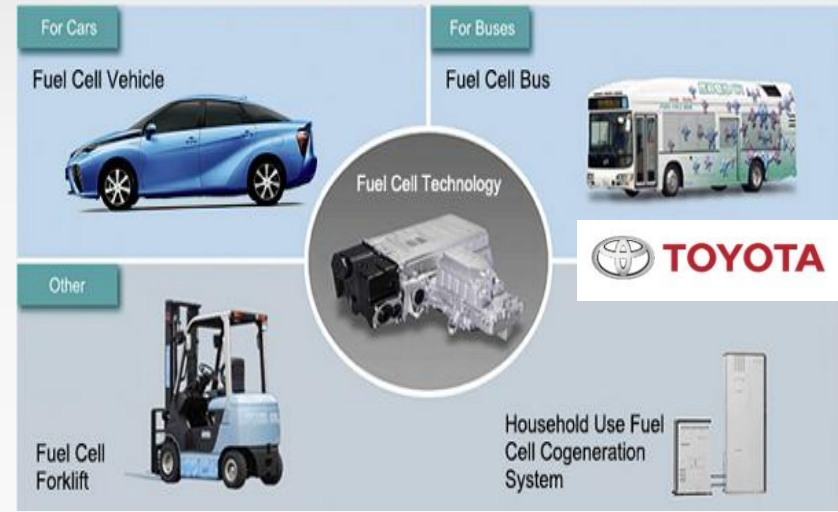 For Cars
Fuel Cell Vehicle
For Buses
Fuel Cell Bus
Fuel Cell Technology
TOYOTA
Other
Fuel Cell
Forklift
Household Use Fuel
Cell Cogeneration
System